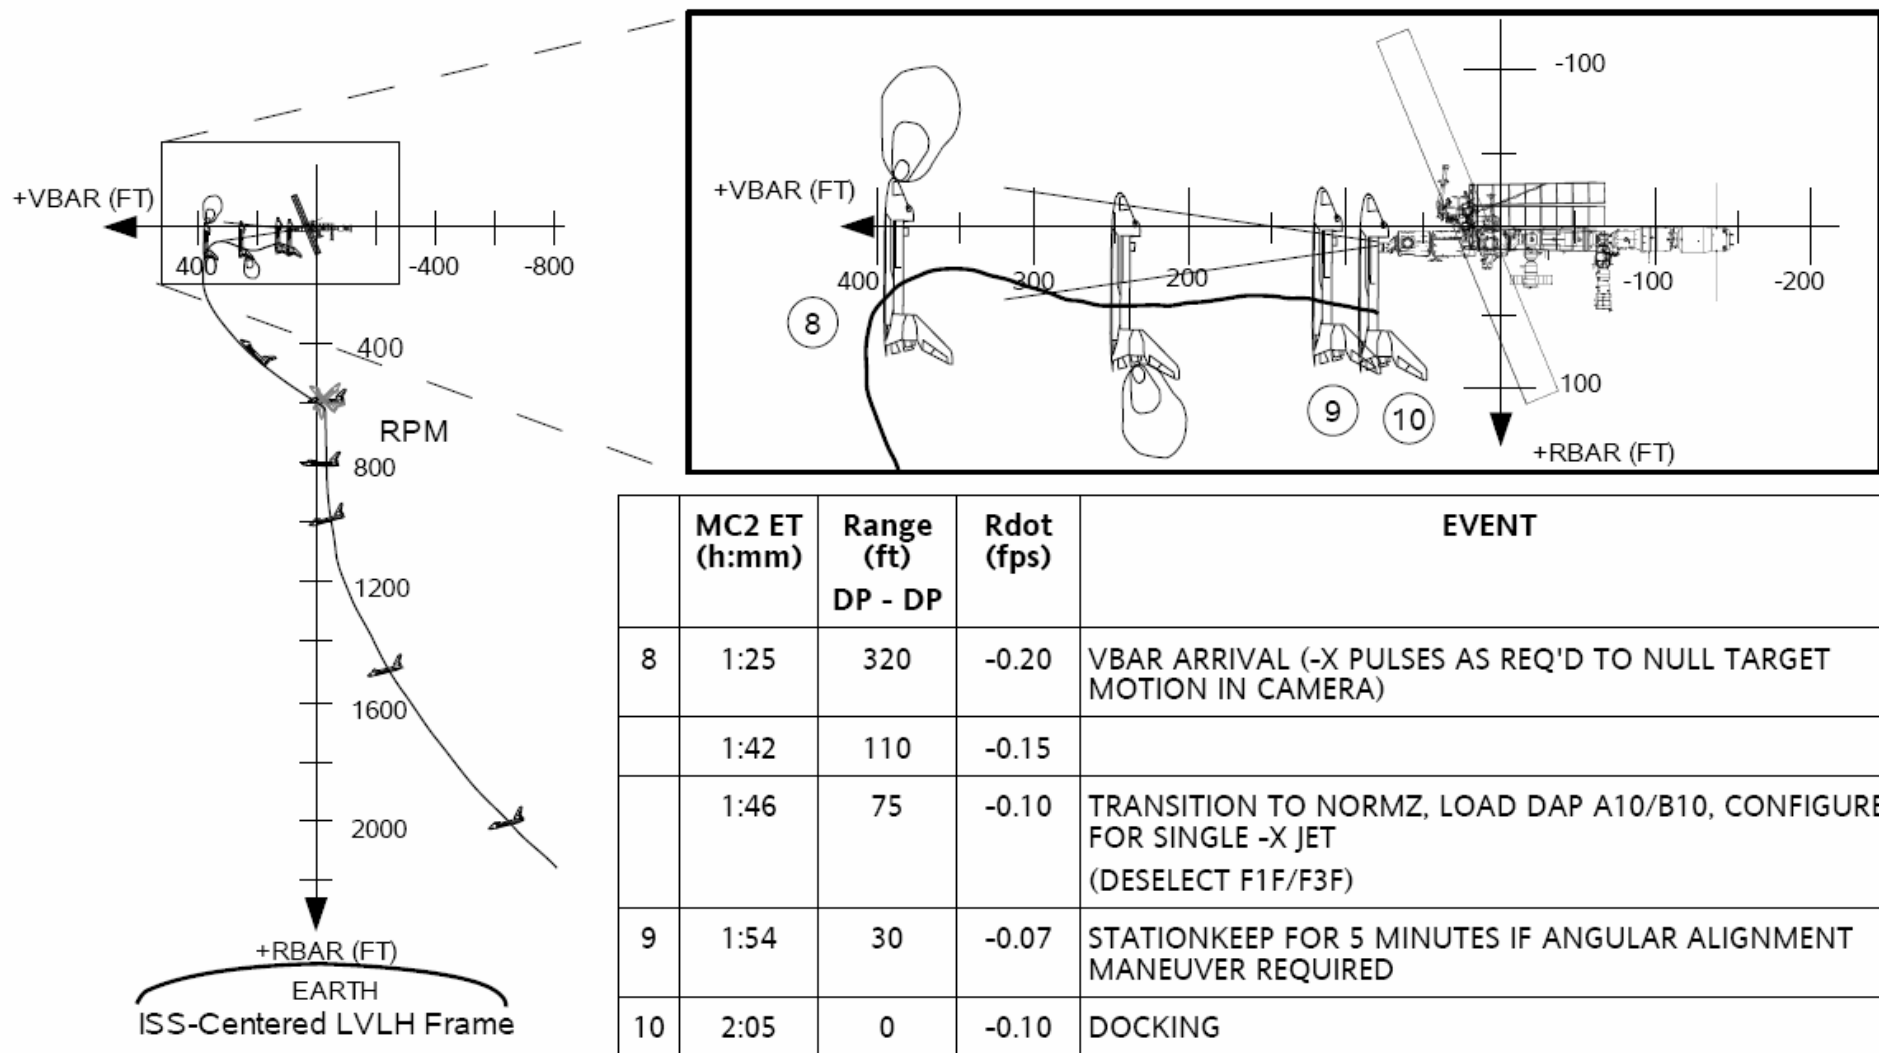 +VBAR (FT)
400
-400
-800
400
RPM
800
1200
1600
2000
+RBAR (FT)
EARTH
ISS-Centered LVLH Frame
-100
+VBAR (FT)
400
300
200
-100
-200
8
9
10
100
+RBAR (FT)
MC2 ET
(h:mm)
Range
(ft)
DP - DP
Rdot
(fps)
EVENT
8 1:25 320 -0.20 VBAR ARRIVAL (-X PULSES AS REQ'D TO NULL TARGET
MOTION IN CAMERA)
1:42 110 -0.15
1:46 75 -0.10 TRANSITION TO NORMZ, LOAD DAP A10/B10, CONFIGURE
FOR SINGLE -X JET
(DESELECT F1F/F3F)
9 1:54 30 -0.07 STATIONKEEP FOR 5 MINUTES IF ANGULAR ALIGNMENT
MANEUVER REQUIRED
10 2:05 0 -0.10 DOCKING